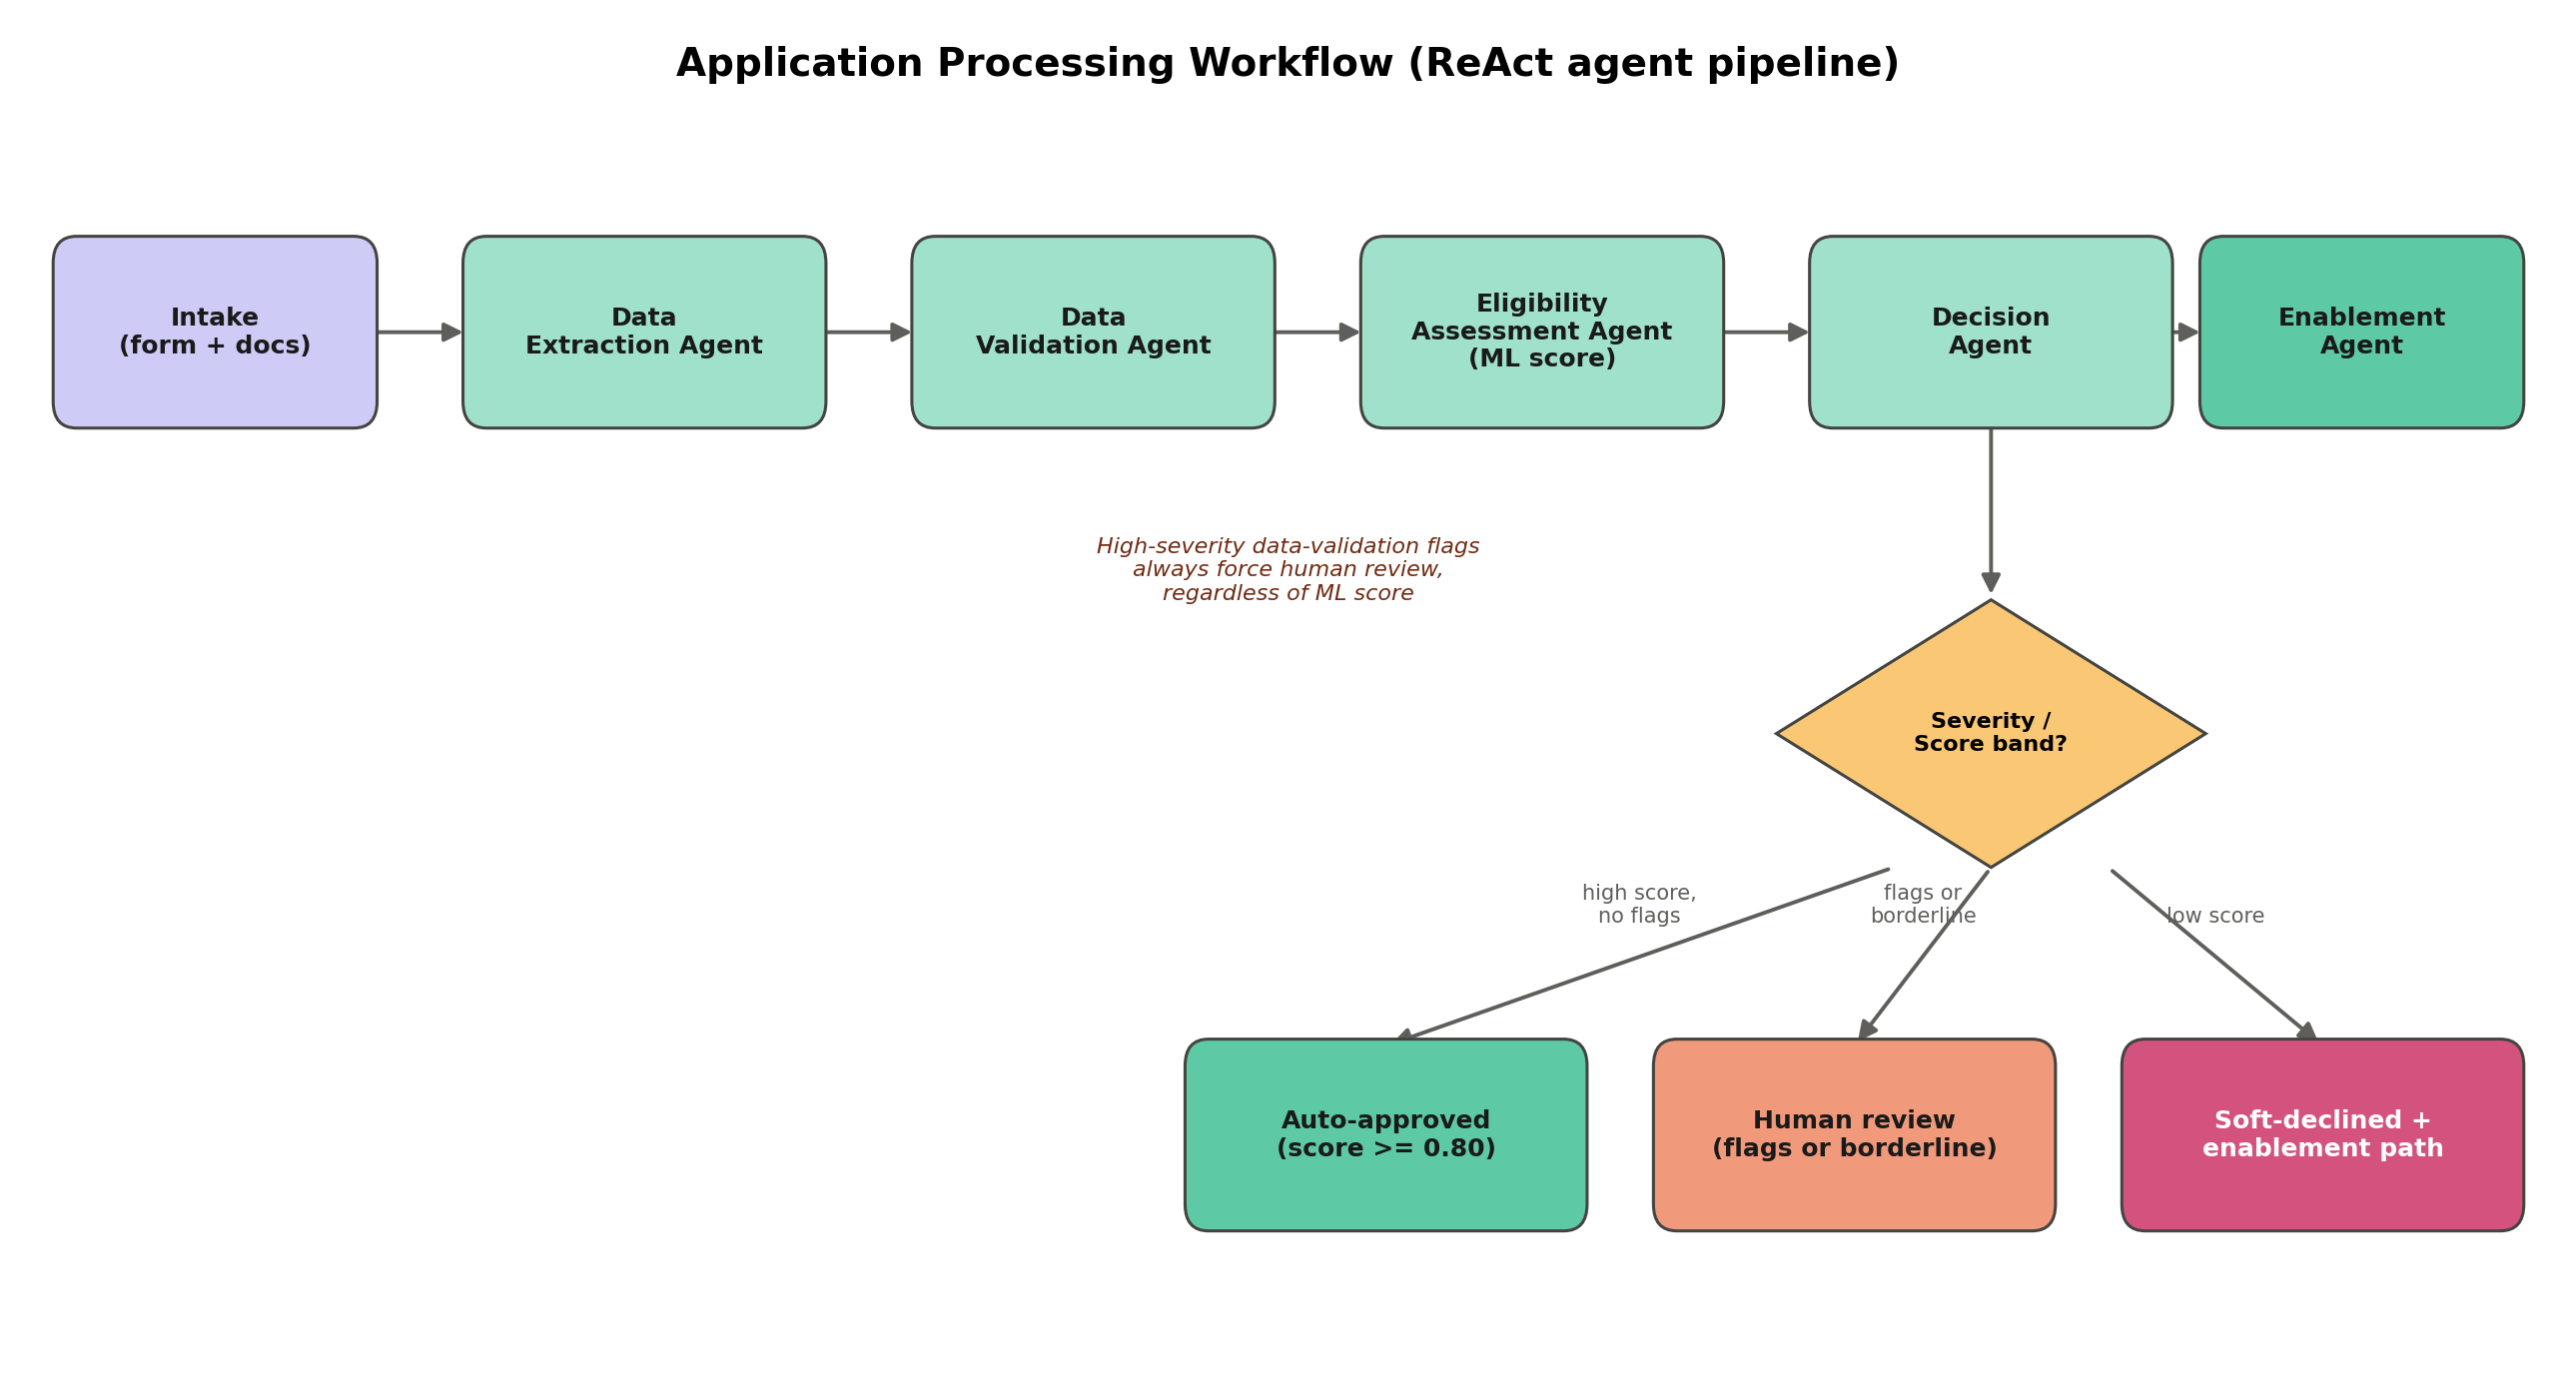 Application Processing Workflow (ReAct agent pipeline)
Intake
(form + docs)
Data
Extraction Agent
Data
Validation Agent
Eligibility
Assessment Agent
(ML score)
Decision
Agent
Enablement
Agent
High-severity data-validation flags
always force human review,
regardless of ML score
Severity /
Score band?
high score,
no flags
flags or
borderline
low score
Auto-approved
(score >= 0.80)
Human review
(flags or borderline)
Soft-declined +
enablement path